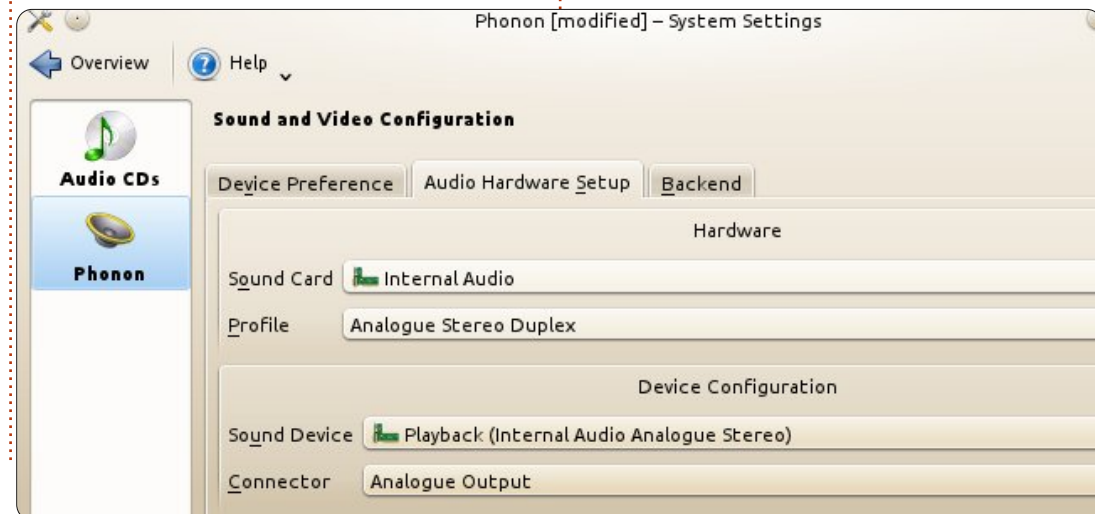 Phonon [modified] – System Settings
Overview
Help
Sound and Video Configuration
Audio CDs
Phonon
Device Preference
Audio Hardware Setup
Backend
Hardware
Sound Card
Internal Audio
Profile
Analogue Stereo Duplex
Device Configuration
Sound Device
Playback (Internal Audio Analogue Stereo)
Connector
Analogue Output